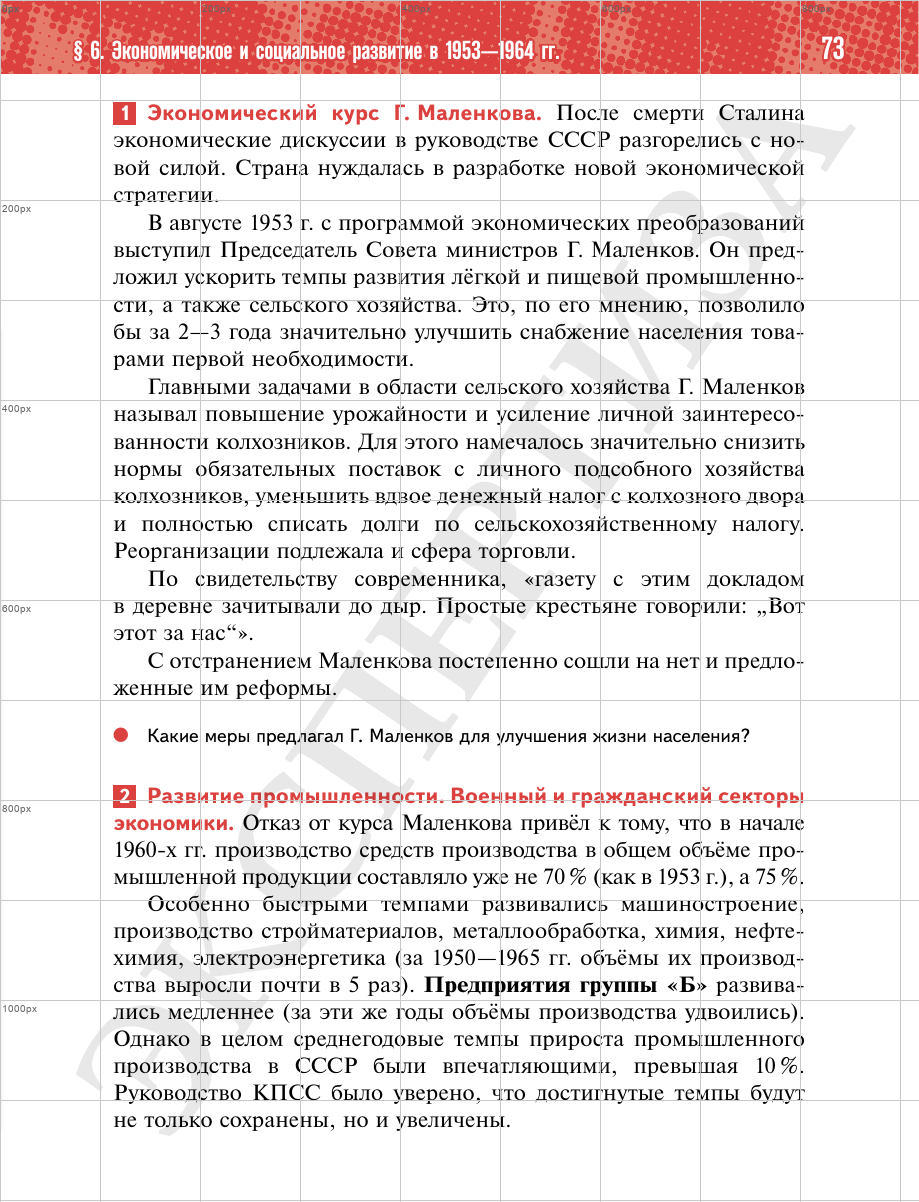 § 6. Экономическое и социальное развитие в 1953—1964 гг.
73
1 Экономический курс Г. Маленкова. После смерти Сталина
экономические дискуссии в руководстве СССР разгорелись с но-
вой силой. Страна нуждалась в разработке новой экономической
стратегии.
200px
В августе 1953 г. с программой экономических преобразований
выступил Председатель Совета министров Г. Маленков. Он пред-
ложил ускорить темпы развития лёгкой и пищевой промышленно-
сти, а также сельского хозяйства. Это, по его мнению, позволило
бы за 2—3 года значительно улучшить снабжение населения това-
рами первой необходимости.
Главными задачами в области сельского хозяйства Г. Маленков
400px
называл повышение урожайности и усиление личной заинтересо-
ванности колхозников. Для этого намечалось значительно снизить
нормы обязательных поставок с личного подсобного хозяйства
колхозников, уменьшить вдвое денежный налог с колхозного двора
и полностью списать долги по сельскохозяйственному налогу.
Реорганизации подлежала и сфера торговли.
По свидетельству современника, «газету с этим докладом
600px
в деревне зачитывали до дыр. Простые крестьяне говорили: „Вот
этот за нас“».
С отстранением Маленкова постепенно сошли на нет и предло-
женные им реформы.
Какие меры предлагал Г. Маленков для улучшения жизни населения?
2 Развитие промышленности. Военный и гражданский секторы
800px
экономики. Отказ от курса Маленкова привёл к тому, что в начале
1960-х гг. производство средств производства в общем объёме про-
мышленной продукции составляло уже не 70 % (как в 1953 г.), а 75 %.
Особенно быстрыми темпами развивались машиностроение,
производство стройматериалов, металлообработка, химия, нефте-
химия, электроэнергетика (за 1950—1965 гг. объёмы их производ-
ства выросли почти в 5 раз). Предприятия группы «Б» развива-
1000px
лись медленнее (за эти же годы объёмы производства удвоились).
Однако в целом среднегодовые темпы прироста промышленного
производства в СССР были впечатляющими, превышая 10 %.
Руководство КПСС было уверено, что достигнутые темпы будут
не только сохранены, но и увеличены.
ЭКСПЕРТИЗА